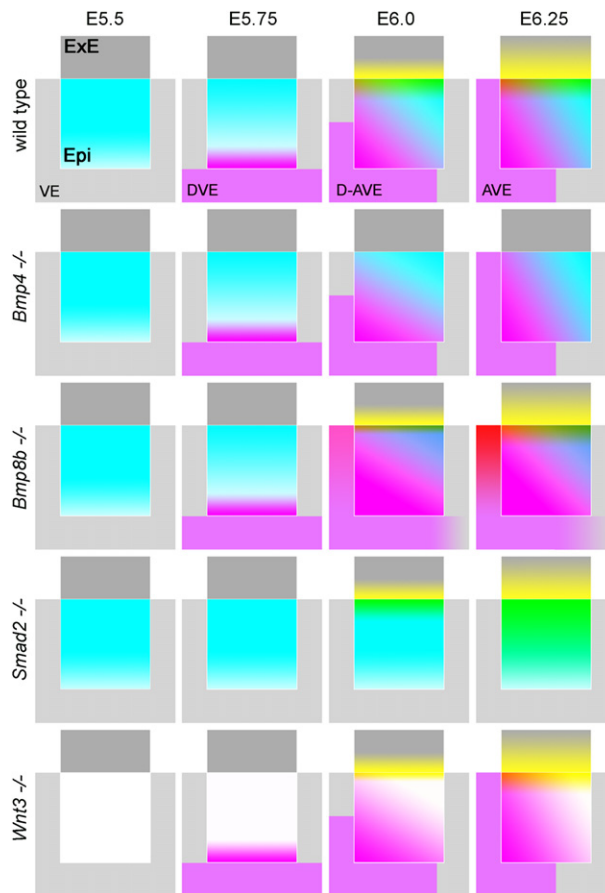 E5.5 E5.75 E6.0 E6.25
wild type
ExE
Epi
VE DVE D-AVE AVE
Bmp4 -/-
Bmp8b -/-
Smad2 -/-
Wnt3 -/-